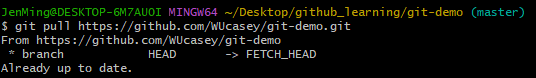 JenMing@DESKTOP-6M7AUOI MINGW64 ~/Desktop/github_learning/git-demo (master)
$ git pull https://github.com/WUcasey/git-demo.git
From https://github.com/WUcasey/git-demo
 * branch            HEAD       -> FETCH_HEAD
Already up to date.